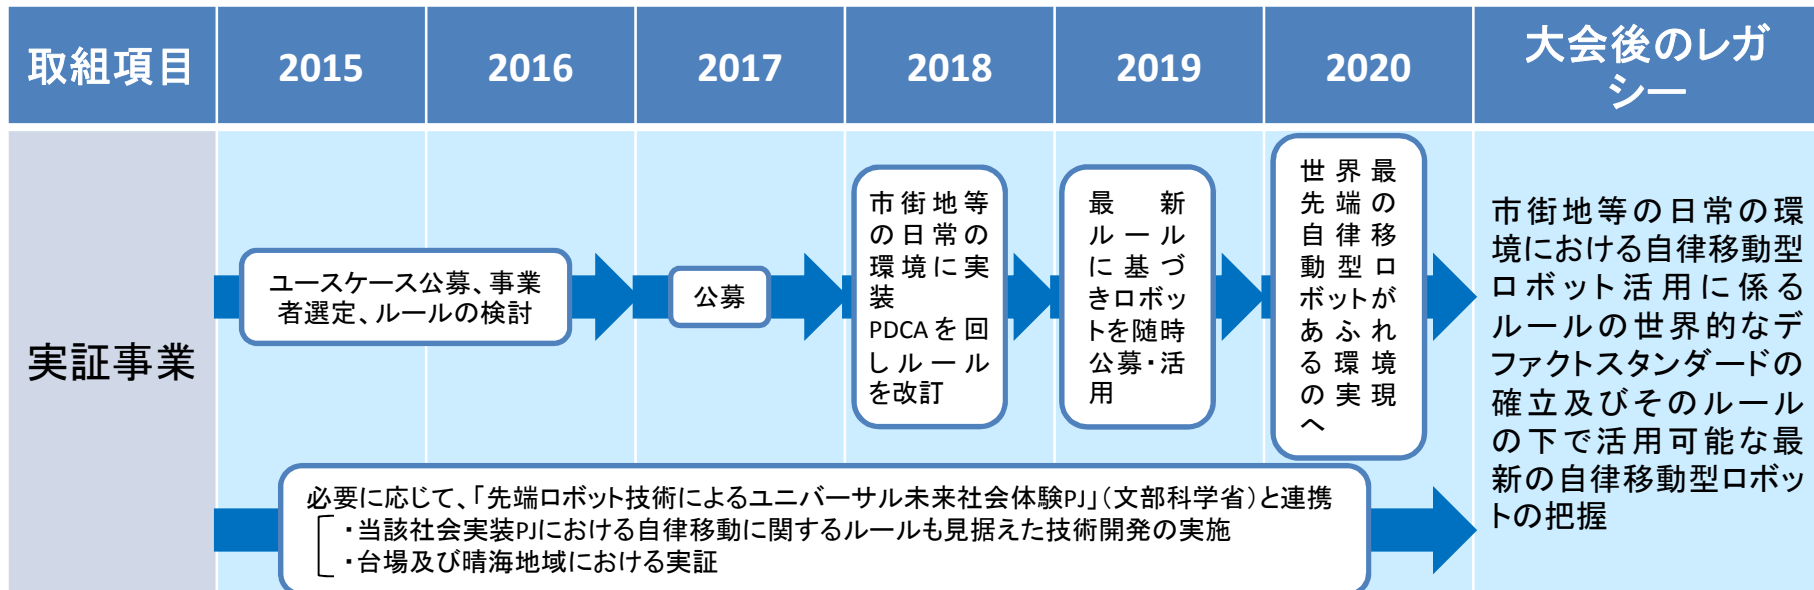 取組項目
2015
2016
2017
2018
2019
2020
大会後のレガ
シー
実証事業
ユースケース公募、事業
者選定、ルールの検討
公募
市街地等
の日常の
環境に実
装
PDCAを回
しルール
を改訂
最新
ルール
に基づ
きロボッ
トを随時
公募・活
用
世界最
先端の
自律移
動型ロ
ボットが
あふれ
る環境
の実現
へ
市街地等の日常の環
境における自律移動型
ロボット活用に係る
ルールの世界的なデ
ファクトスタンダードの
確立及びそのルール
の下で活用可能な最
新の自律移動型ロボッ
トの把握
必要に応じて、「先端ロボット技術によるユニバーサル未来社会体験PJ」(文部科学省)と連携
・当該社会実装PJにおける自律移動に関するルールも見据えた技術開発の実施
・台場及び晴海地域における実証